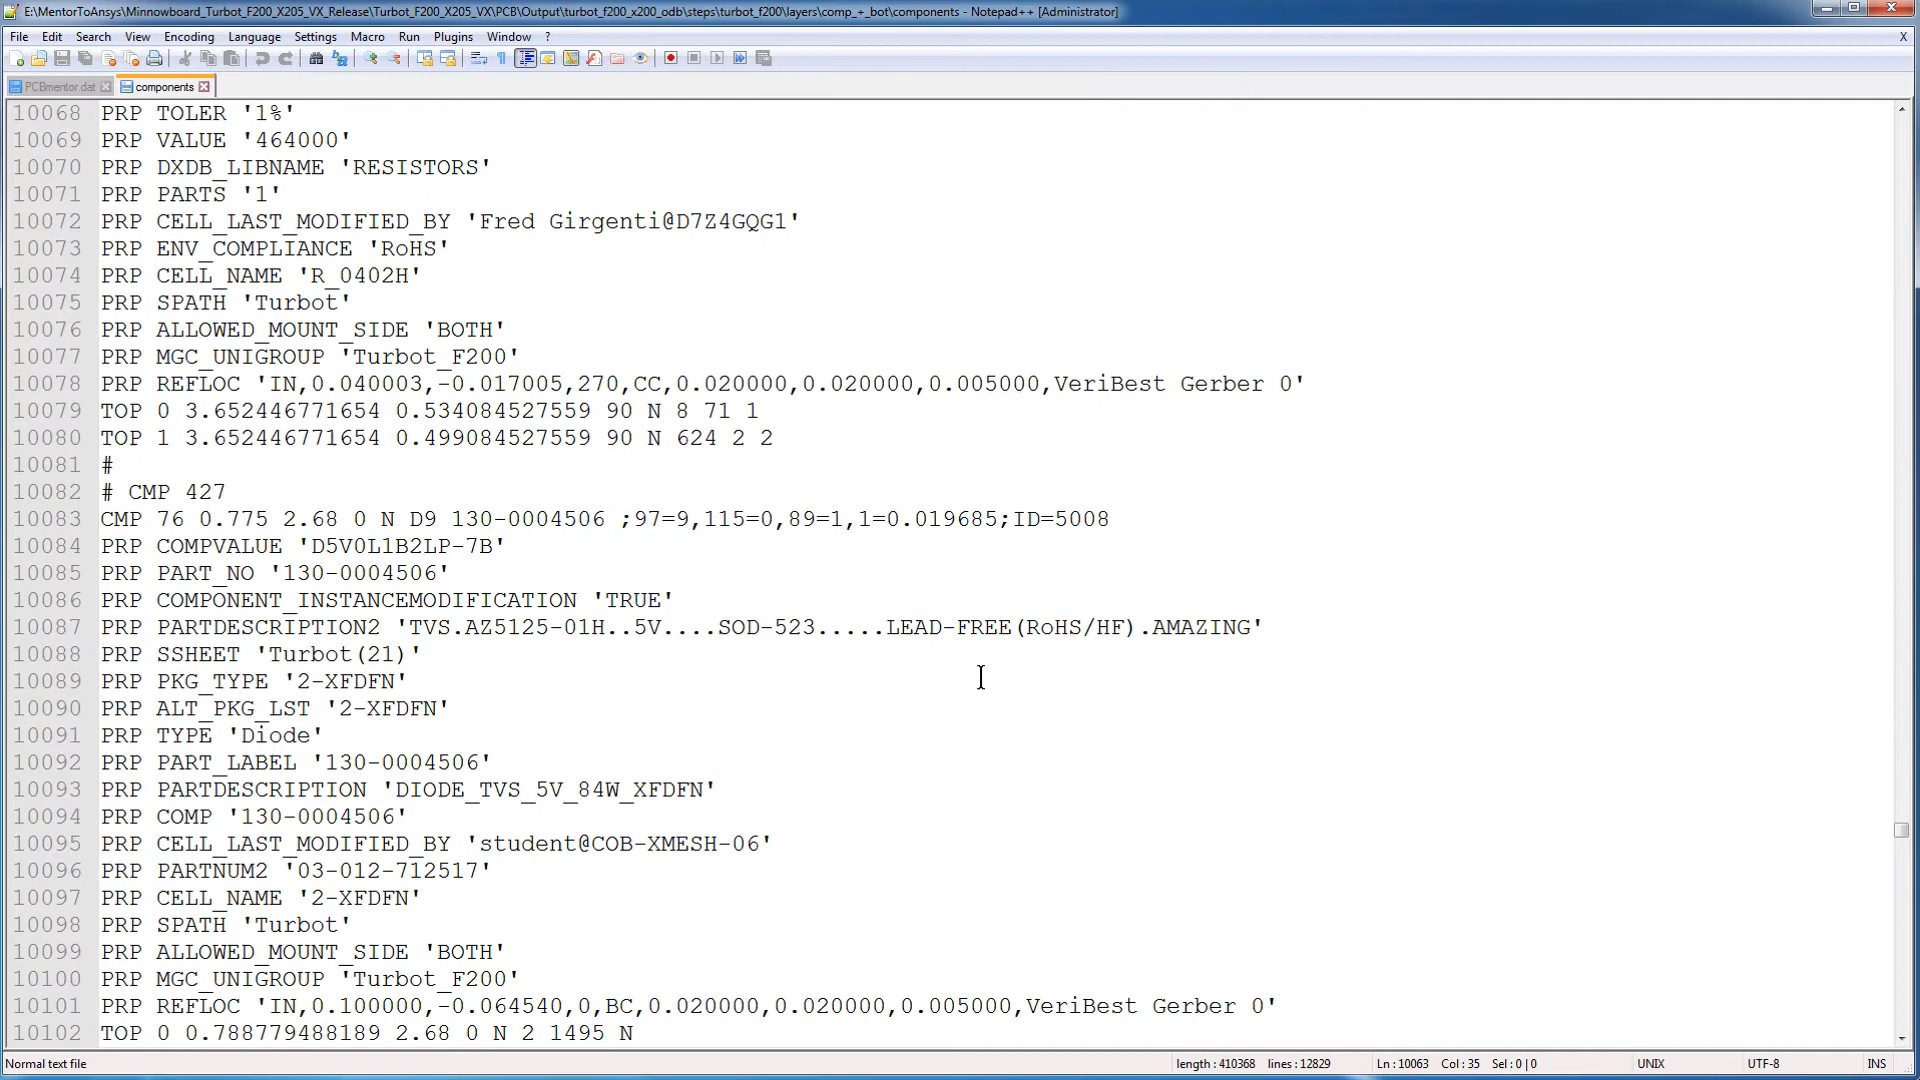 E:\MentorToAnsys\Minnowboard_Turbot_F200_X205_VX_Release\Turbot_F200_X205_VX\PCB\Output\turbot_f200_x200_odb\steps\turbot_f200\layers\comp_+_bot\components - Notepad++ [Administrator]
File Edit Search View Encoding Language Settings Macro Run Plugins Window ? X
PCBmentor.dat components
10068 PRP TOLER '1%'
10069 PRP VALUE '464000'
10070 PRP DXDB_LIBNAME 'RESISTORS'
10071 PRP PARTS '1'
10072 PRP CELL_LAST_MODIFIED_BY 'Fred Girgenti@D7Z4GQG1'
10073 PRP ENV_COMPLIANCE 'RoHS'
10074 PRP CELL_NAME 'R_0402H'
10075 PRP SPATH 'Turbot'
10076 PRP ALLOWED_MOUNT_SIDE 'BOTH'
10077 PRP MGC_UNIGROUP 'Turbot_F200'
10078 PRP REFLOC 'IN,0.040003,-0.017005,270,CC,0.020000,0.020000,0.005000,VeriBest Gerber 0'
10079 TOP 0 3.652446771654 0.534084527559 90 N 8 71 1
10080 TOP 1 3.652446771654 0.499084527559 90 N 624 2 2
10081 #
10082 # CMP 427
10083 CMP 76 0.775 2.68 0 N D9 130-0004506 ;97=9,115=0,89=1,1=0.019685;ID=5008
10084 PRP COMPVALUE 'D5V0L1B2LP-7B'
10085 PRP PART_NO '130-0004506'
10086 PRP COMPONENT_INSTANCEMODIFICATION 'TRUE'
10087 PRP PARTDESCRIPTION2 'TVS.AZ5125-01H..5V....SOD-523.....LEAD-FREE(RoHS/HF).AMAZING'
10088 PRP SSHEET 'Turbot(21)'
10089 PRP PKG_TYPE '2-XFDFN'
10090 PRP ALT_PKG_LST '2-XFDFN'
10091 PRP TYPE 'Diode'
10092 PRP PART_LABEL '130-0004506'
10093 PRP PARTDESCRIPTION 'DIODE_TVS_5V_84W_XFDFN'
10094 PRP COMP '130-0004506'
10095 PRP CELL_LAST_MODIFIED_BY 'student@COB-XMESH-06'
10096 PRP PARTNUM2 '03-012-712517'
10097 PRP CELL_NAME '2-XFDFN'
10098 PRP SPATH 'Turbot'
10099 PRP ALLOWED_MOUNT_SIDE 'BOTH'
10100 PRP MGC_UNIGROUP 'Turbot_F200'
10101 PRP REFLOC 'IN,0.100000,-0.064540,0,BC,0.020000,0.020000,0.005000,VeriBest Gerber 0'
10102 TOP 0 0.788779488189 2.68 0 N 2 1495 N
Normal text file length : 410368 lines : 12829 Ln : 10063 Col : 35 Sel : 0 | 0 UNIX UTF-8 INS